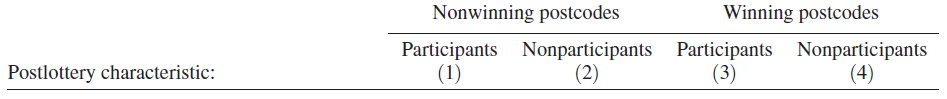 Nonwinning postcodes Winning postcodes
Participants Nonparticipants Participants Nonparticipants
Postlottery characteristic: (1) (2) (3) (4)